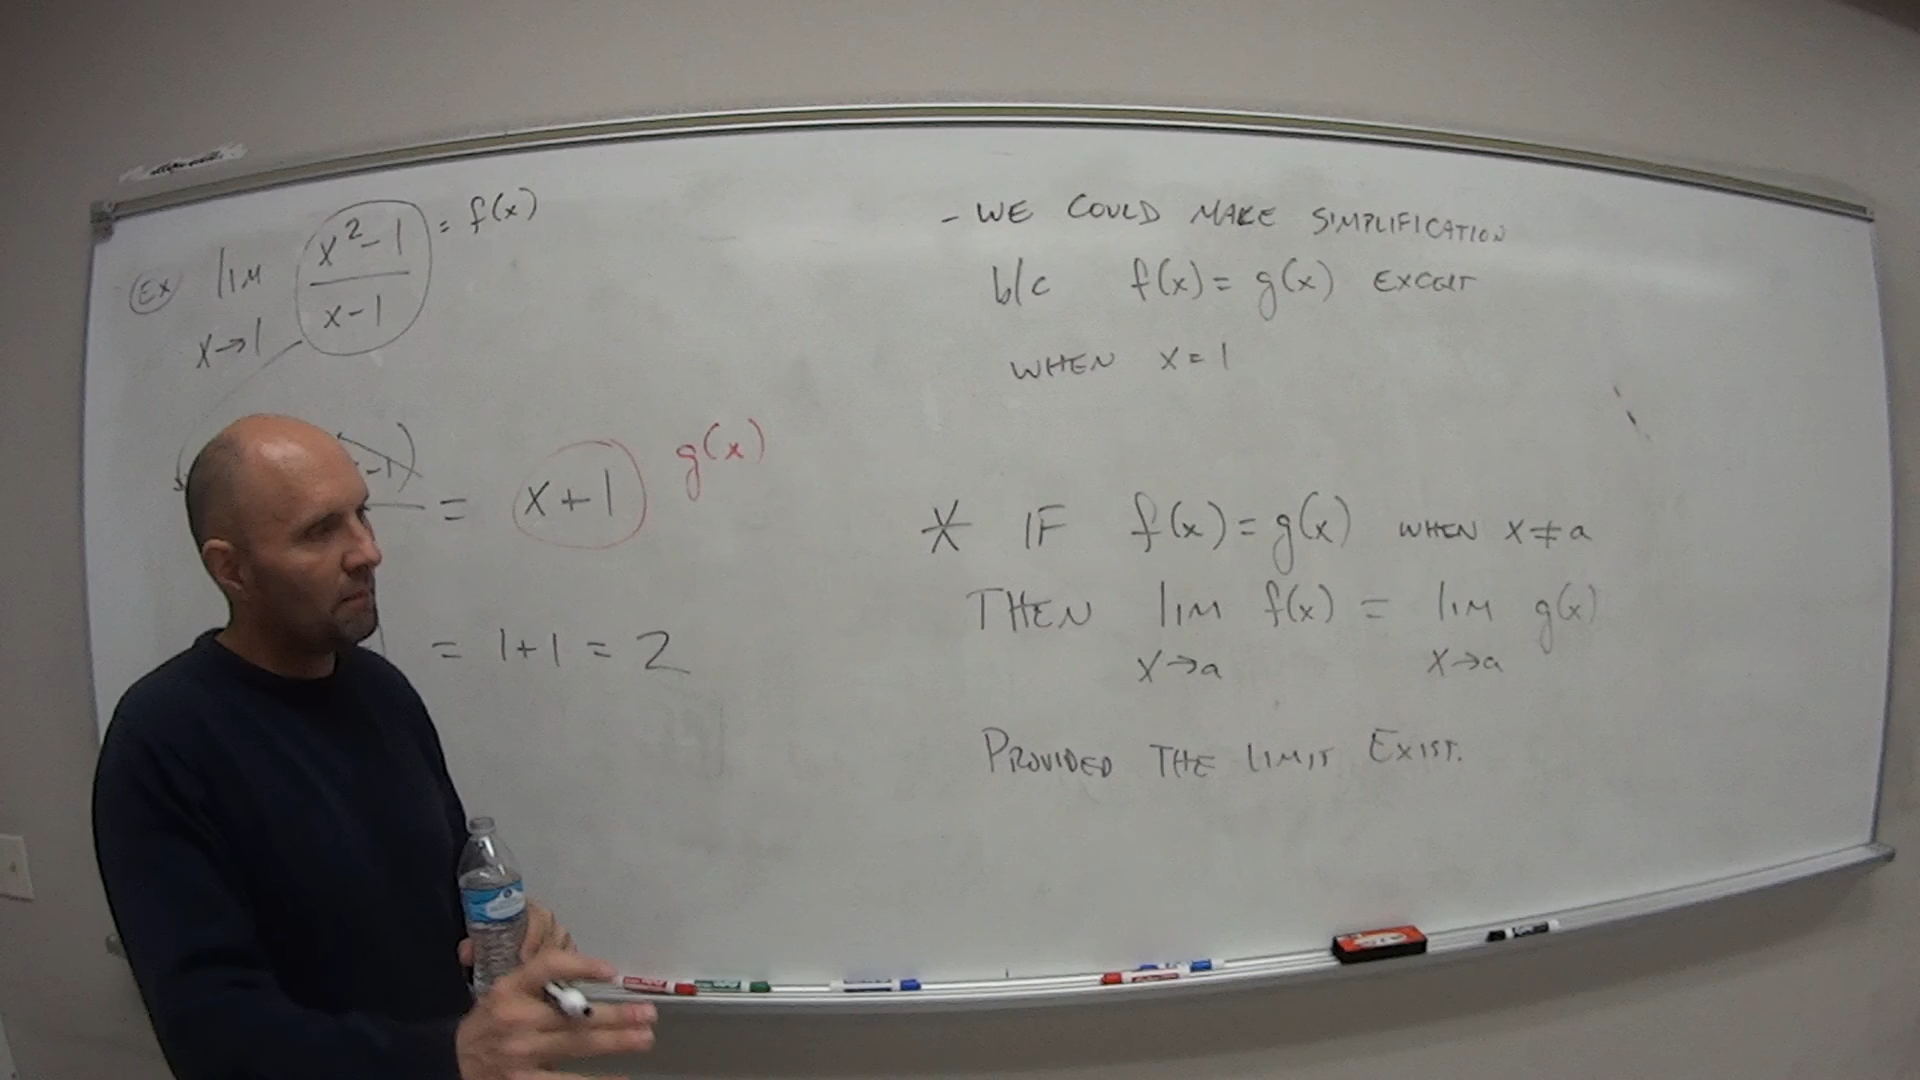 Ex lim x²-1 = f(x)
x→1 x-1
-1)
= x+1 g(x)
= 1+1 = 2
- WE COULD MAKE SIMPLIFICATION
b/c f(x) = g(x) EXCEPT
WHEN x = 1
* IF f(x) = g(x) WHEN x ≠ a
THEN lim f(x) = lim g(x)
x→a x→a
PROVIDED THE LIMIT EXIST.